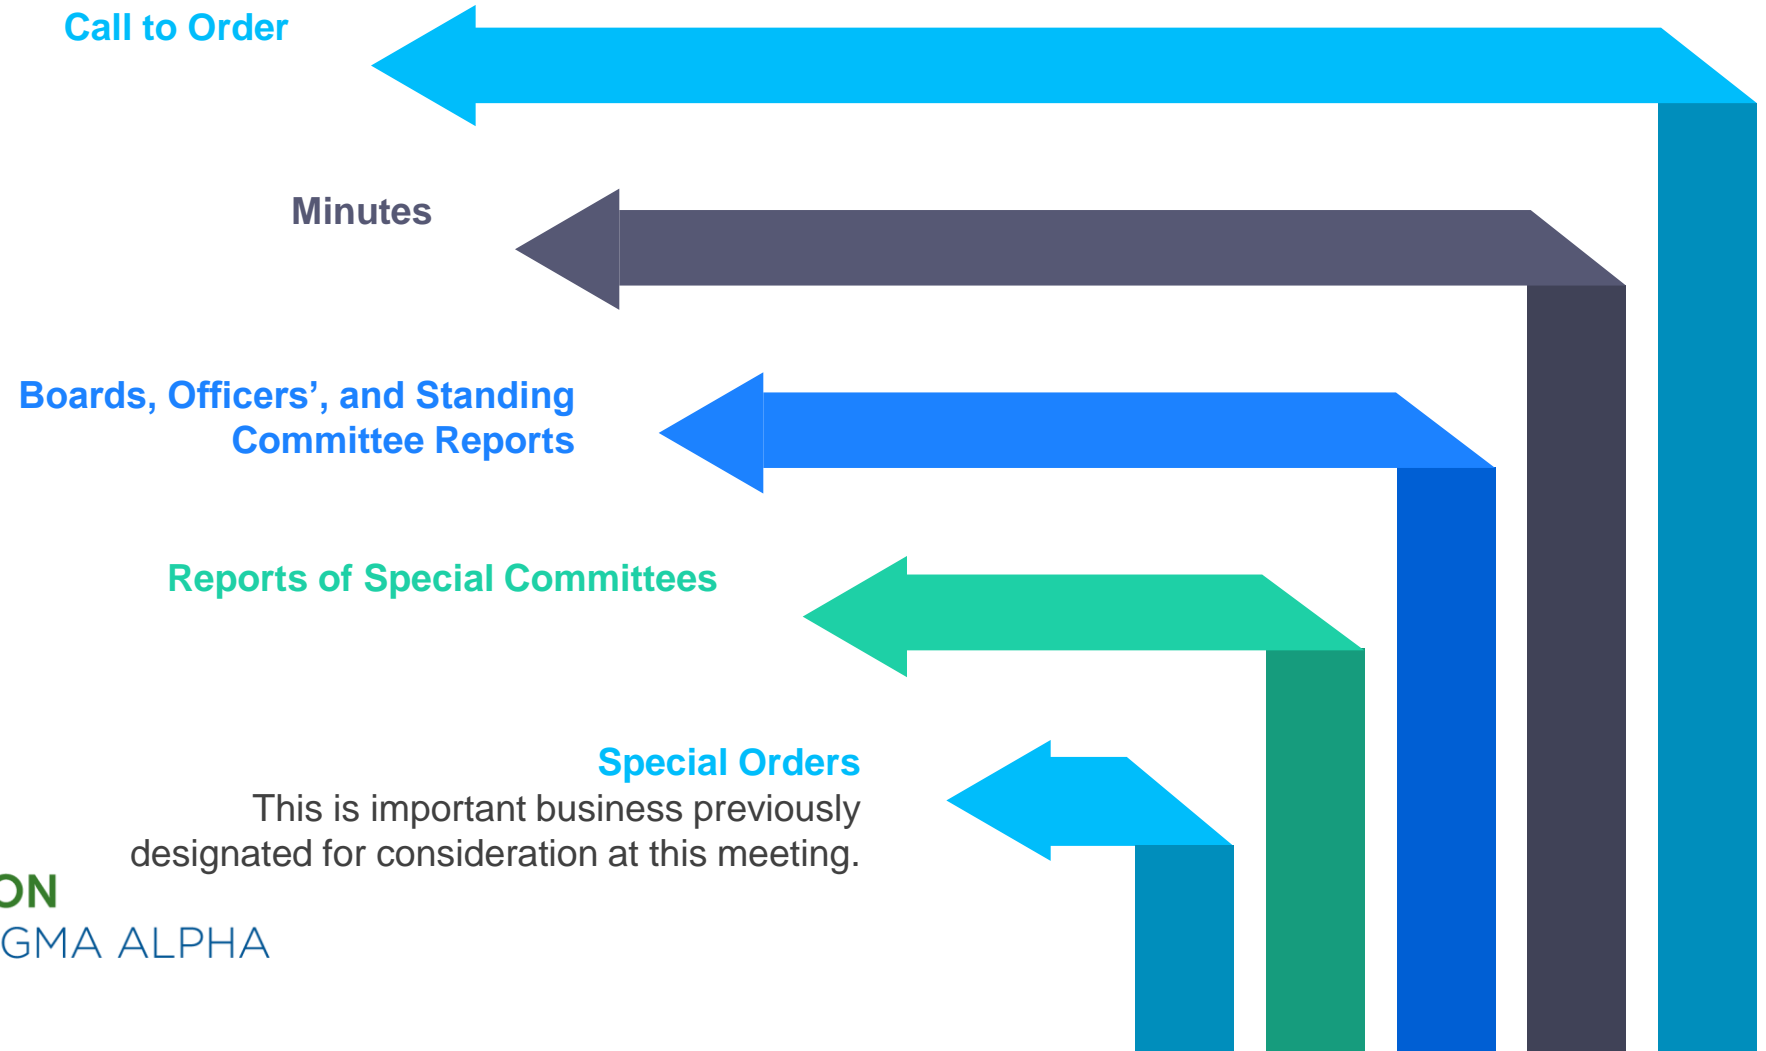 Call to Order
Minutes
Boards, Officers’, and Standing
Committee Reports
Reports of Special Committees
Special Orders
This is important business previously
designated for consideration at this meeting.
ON
GMA ALPHA